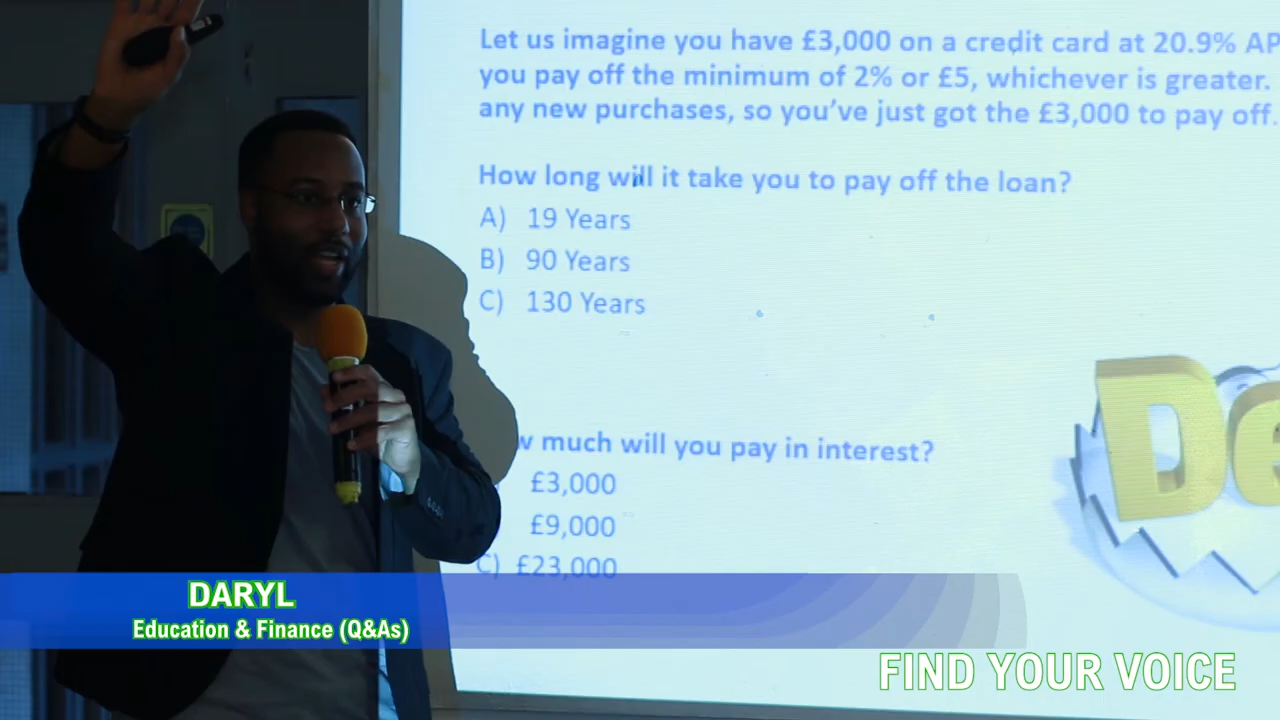 Let us imagine you have £3,000 on a credit card at 20.9% AP
you pay off the minimum of 2% or £5, whichever is greater.
any new purchases, so you've just got the £3,000 to pay off.
How long will it take you to pay off the loan?
A) 19 Years
B) 90 Years
C) 130 Years
w much will you pay in interest?
£3,000
£9,000
C) £23,000
De
DARYL
Education & Finance (Q&As)
FIND YOUR VOICE